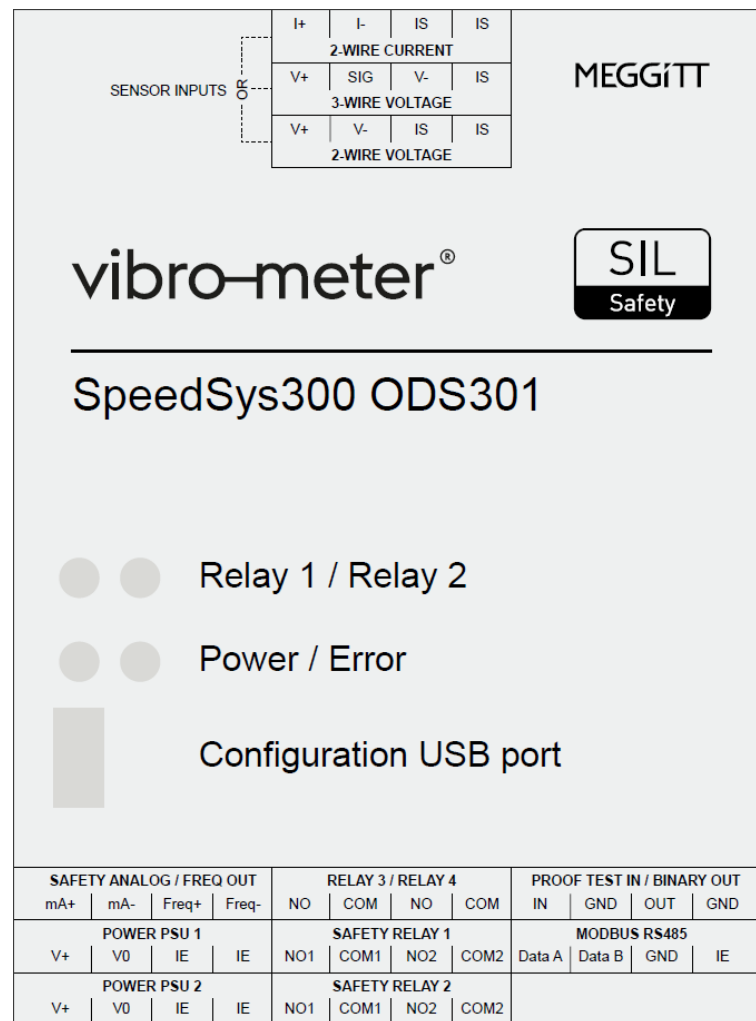 I+ I- IS IS
2-WIRE CURRENT
MEGGiTT
SENSOR INPUTS OR
V+ SIG V- IS
3-WIRE VOLTAGE
V+ V- IS IS
2-WIRE VOLTAGE
vibro-meter®
SIL
Safety
SpeedSys300 ODS301
Relay 1 / Relay 2
Power / Error
Configuration USB port
SAFETY ANALOG / FREQ OUT RELAY 3 / RELAY 4 PROOF TEST IN / BINARY OUT
mA+ mA- Freq+ Freq- NO COM NO COM IN GND OUT GND
POWER PSU 1 SAFETY RELAY 1 MODBUS RS485
V+ V0 IE IE NO1 COM1 NO2 COM2 Data A Data B GND IE
POWER PSU 2 SAFETY RELAY 2
V+ V0 IE IE NO1 COM1 NO2 COM2